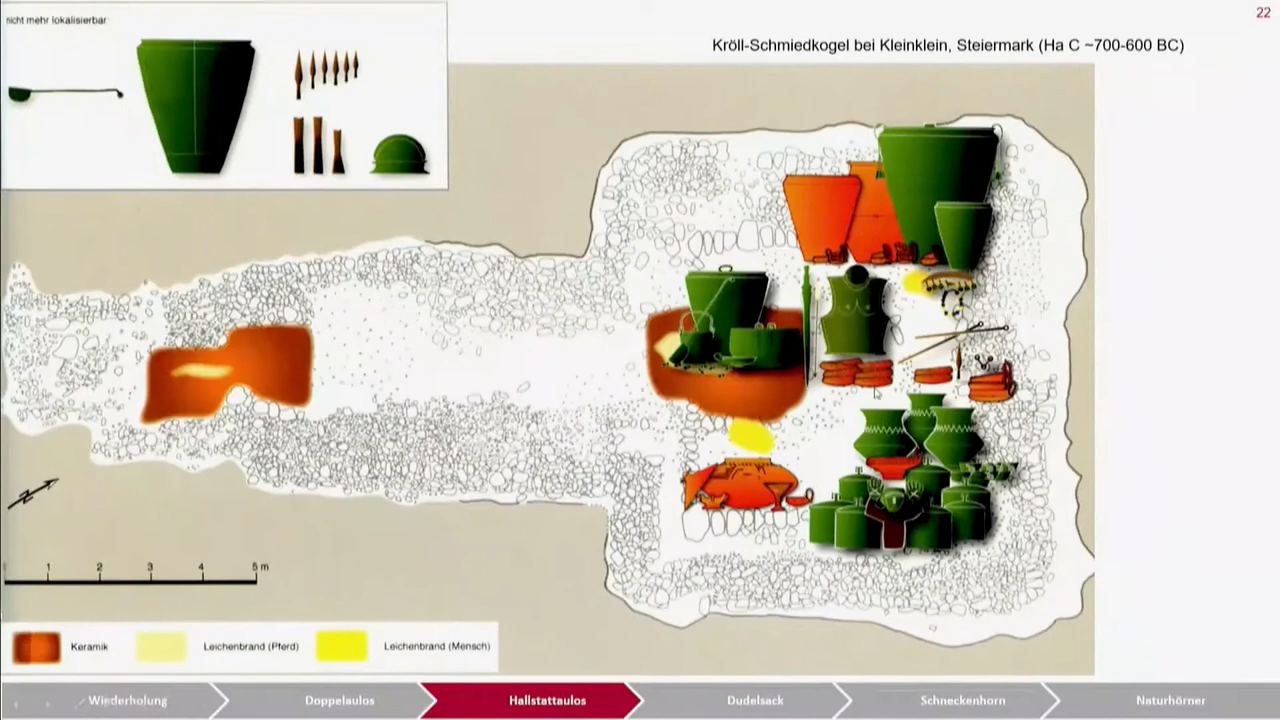 22
nicht mehr lokalisierbar
Kröll-Schmiedkogel bei Kleinklein, Steiermark (Ha C ~700-600 BC)
1 2 3 4 5 m
Keramik
Leichenbrand (Pferd)
Leichenbrand (Mensch)
Wiederholung
Doppelaulos
Hallstattaulos
Dudelsack
Schneckenhorn
Naturhörner